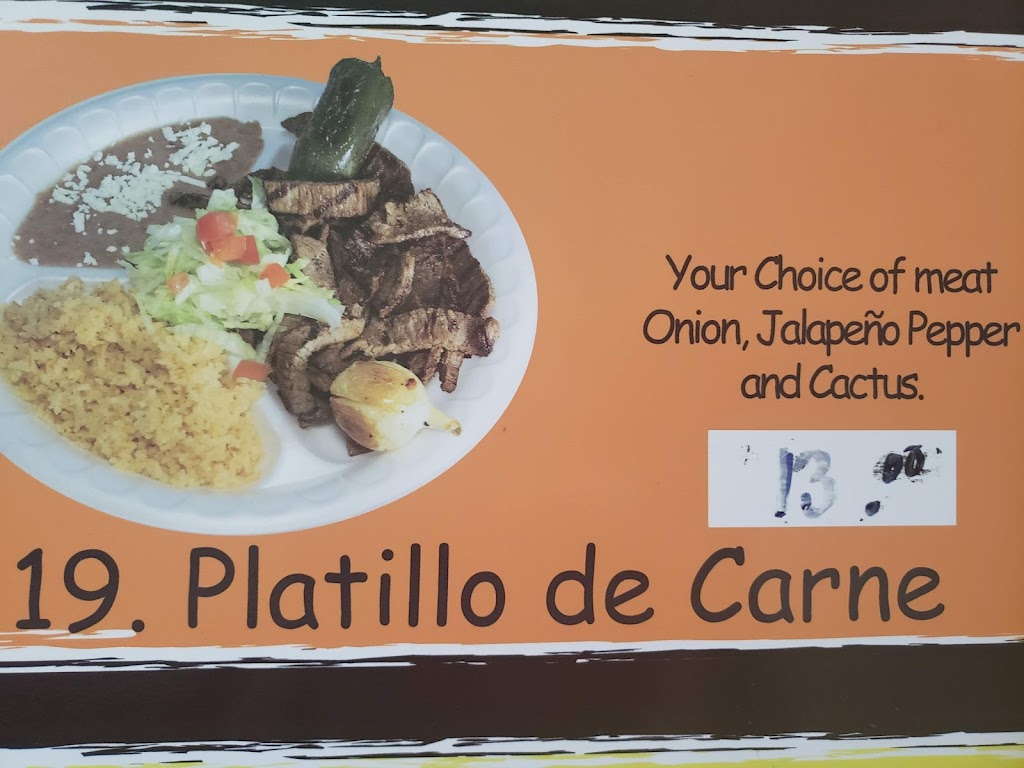 Your Choice of meat
Onion, Jalapeño Pepper
and Cactus.
13.00
19. Platillo de Carne